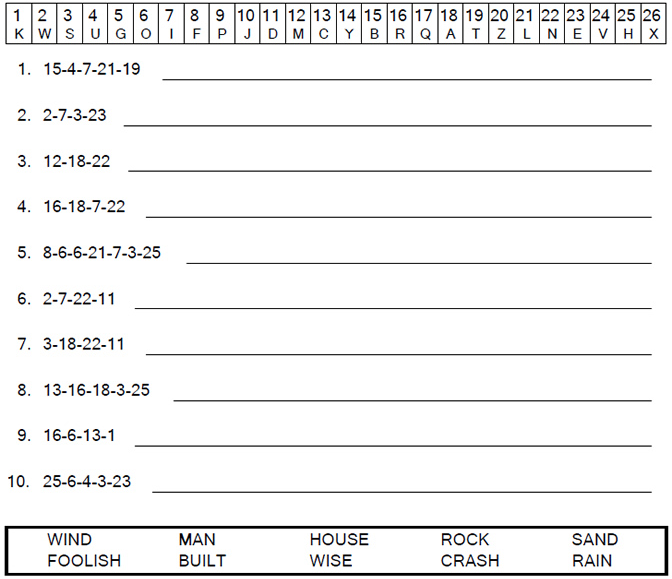 1 2 3 4 5 6 7 8 9 10 11 12 13 14 15 16 17 18 19 20 21 22 23 24 25 26
K W S U G O I F P J D M C Y B R Q A T Z L N E V H X
1. 15-4-7-21-19
2. 2-7-3-23
3. 12-18-22
4. 16-18-7-22
5. 8-6-6-21-7-3-25
6. 2-7-22-11
7. 3-18-22-11
8. 13-16-18-3-25
9. 16-6-13-1
10. 25-6-4-3-23
WIND MAN HOUSE ROCK SAND
FOOLISH BUILT WISE CRASH RAIN